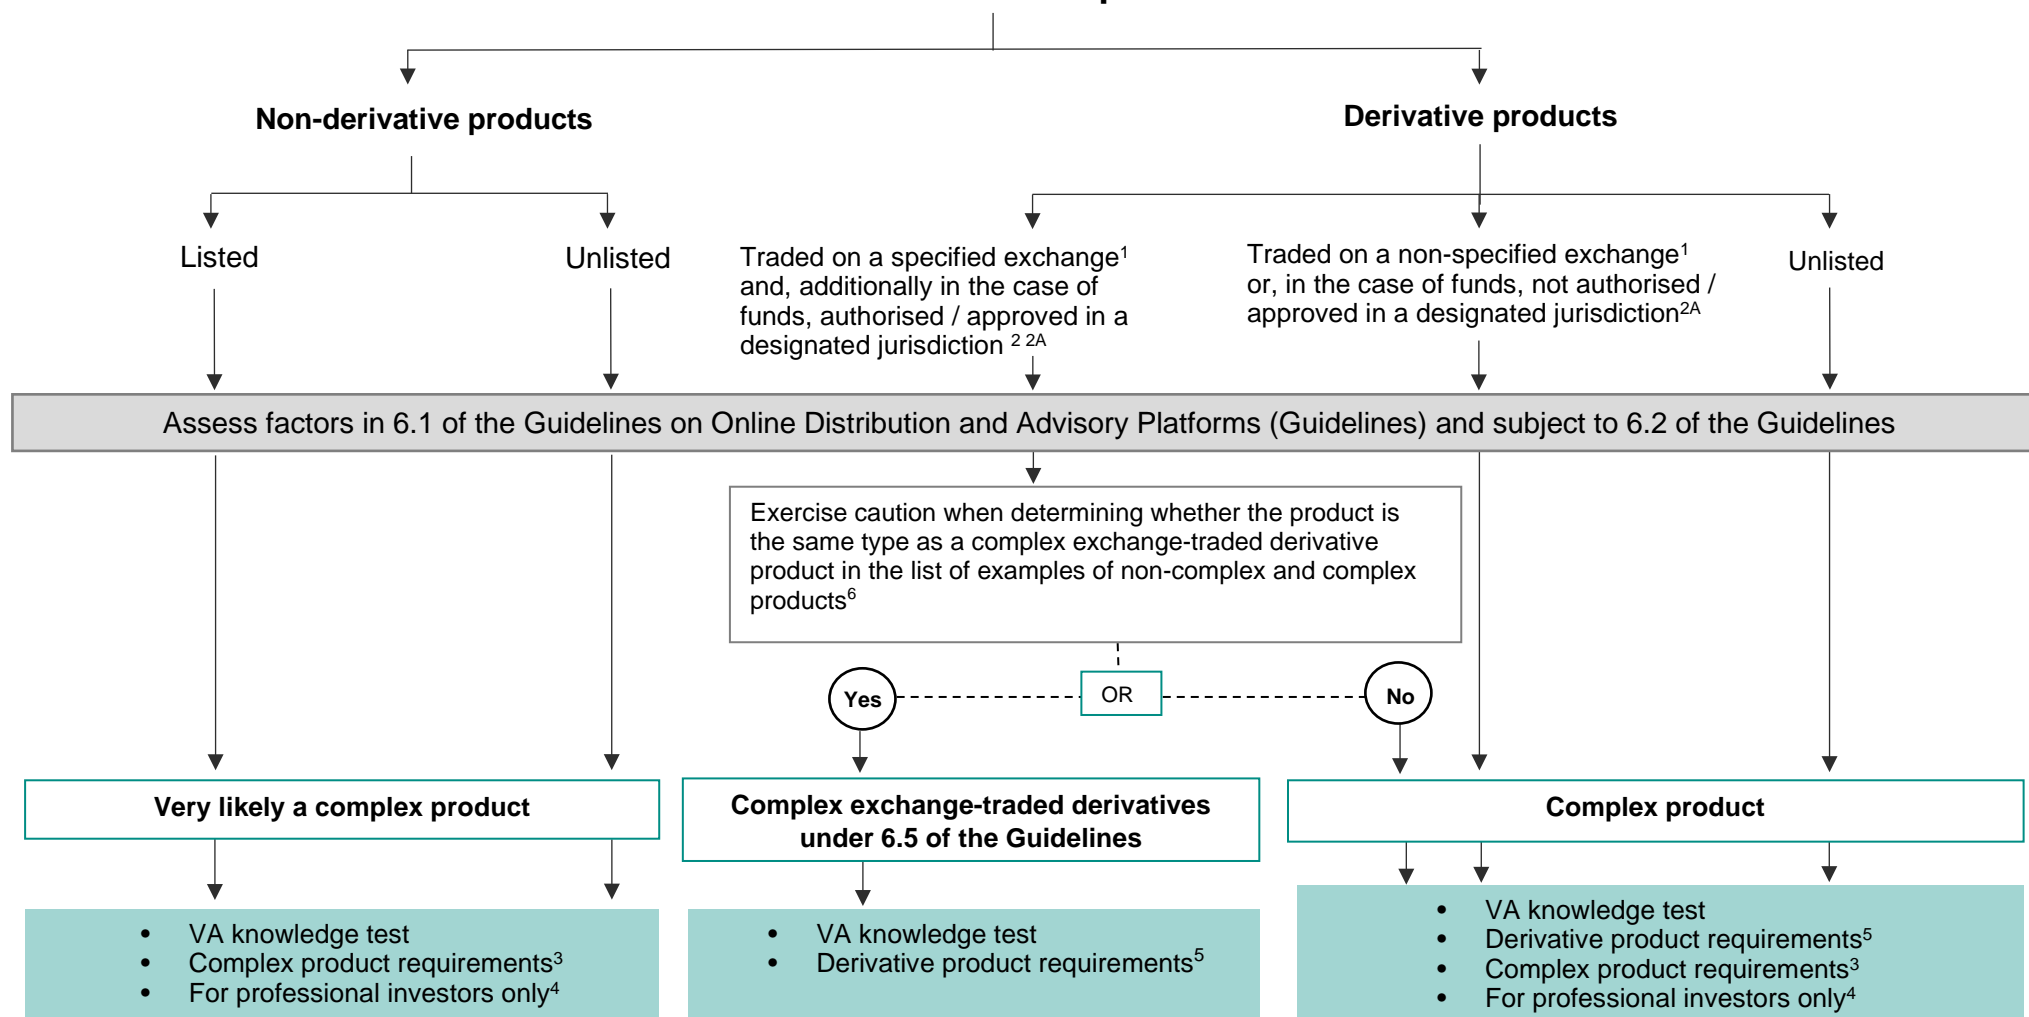 Non-derivative products
Derivative products
Listed
Unlisted
Traded on a specified exchange1
and, additionally in the case of
funds, authorised / approved in a
designated jurisdiction 2 2A
Traded on a non-specified exchange1
or, in the case of funds, not authorised /
approved in a designated jurisdiction2A
Unlisted
Assess factors in 6.1 of the Guidelines on Online Distribution and Advisory Platforms (Guidelines) and subject to 6.2 of the Guidelines
Exercise caution when determining whether the product is
the same type as a complex exchange-traded derivative
product in the list of examples of non-complex and complex
products6
Yes
OR
No
Very likely a complex product
Complex exchange-traded derivatives
under 6.5 of the Guidelines
Complex product
• VA knowledge test
• Complex product requirements3
• For professional investors only4
• VA knowledge test
• Derivative product requirements5
• VA knowledge test
• Derivative product requirements5
• Complex product requirements3
• For professional investors only4